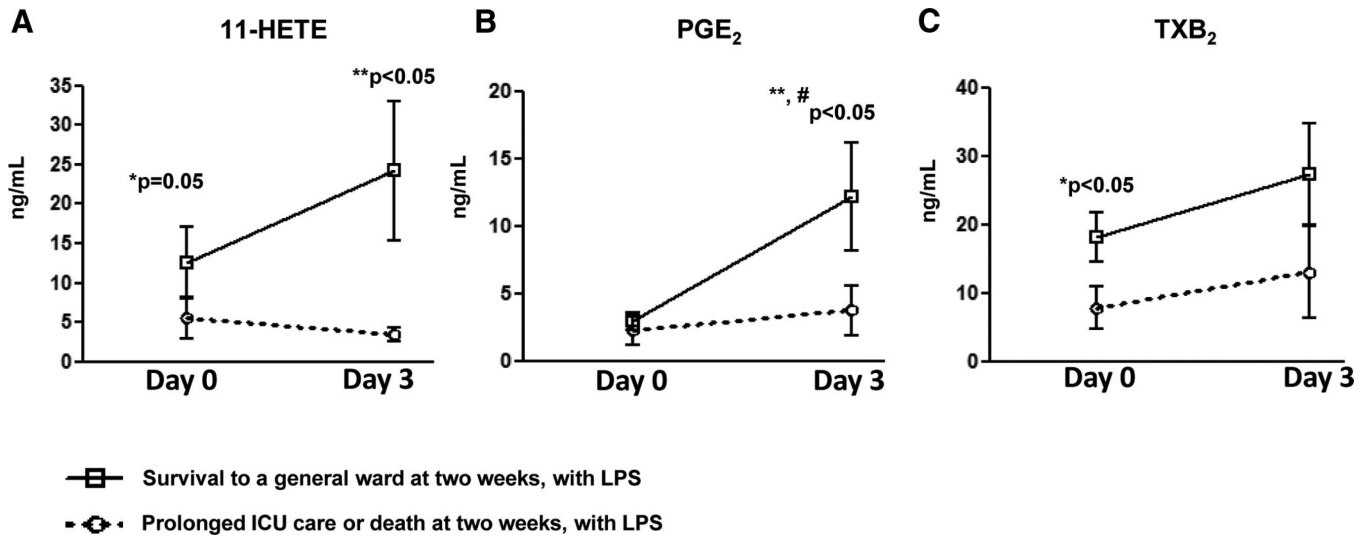 A
11-HETE
35
30
25
20
15
10
5
0
ng/mL
*p=0.05
**p<0.05
Day 0
Day 3
B
PGE₂
20
15
10
5
0
ng/mL
**, #
p<0.05
Day 0
Day 3
C
TXB₂
40
30
20
10
0
ng/mL
*p<0.05
Day 0
Day 3
Survival to a general ward at two weeks, with LPS
Prolonged ICU care or death at two weeks, with LPS